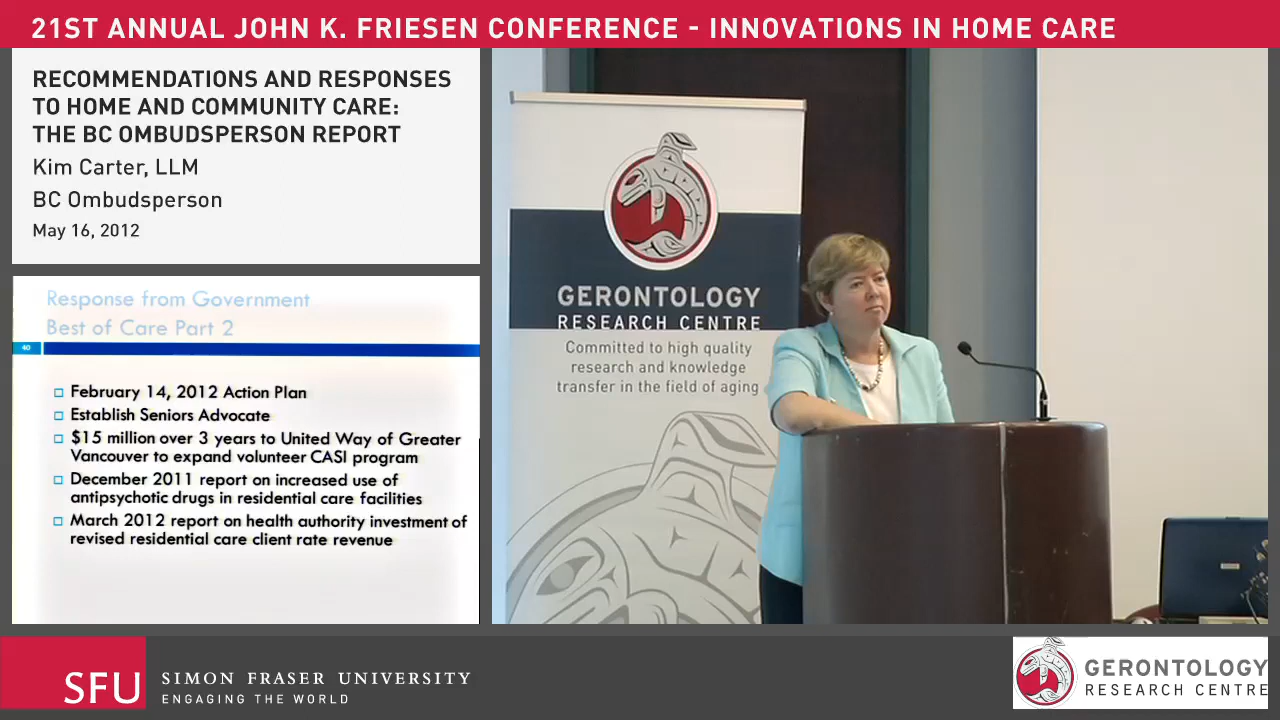 21ST ANNUAL JOHN K. FRIESEN CONFERENCE - INNOVATIONS IN HOME CARE
RECOMMENDATIONS AND RESPONSES
TO HOME AND COMMUNITY CARE:
THE BC OMBUDSPERSON REPORT
Kim Carter, LLM
BC Ombudsperson
May 16, 2012
Response from Government
Best of Care Part 2
40
February 14, 2012 Action Plan
Establish Seniors Advocate
$15 million over 3 years to United Way of Greater
Vancouver to expand volunteer CASI program
December 2011 report on increased use of
antipsychotic drugs in residential care facilities
March 2012 report on health authority investment of
revised residential care client rate revenue
GERONTOLOGY
RESEARCH CENTRE
Committed to high quality
research and knowledge
transfer in the field of aging
SFU
SIMON FRASER UNIVERSITY
ENGAGING THE WORLD
GERONTOLOGY
RESEARCH CENTRE